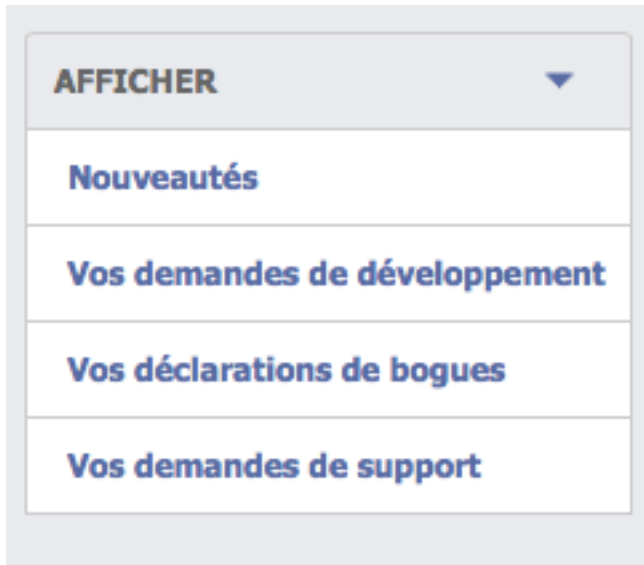 AFFICHER
Nouveautés
Vos demandes de développement
Vos déclarations de bogues
Vos demandes de support